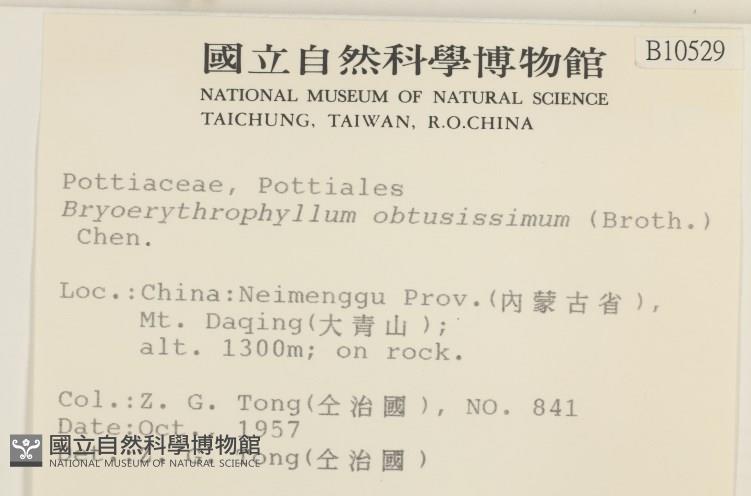 國立自然科學博物館
B10529
NATIONAL MUSEUM OF NATURAL SCIENCE
TAICHUNG, TAIWAN, R.O.CHINA
Pottiaceae, Pottiales
Bryoerythrophyllum obtusissimum (Broth.)
Chen.
Loc.:China:Neimenggu Prov.(內蒙古省),
Mt. Daqing(大青山);
alt. 1300m; on rock.
Col.:Z. G. Tong(仝治國), NO. 841
Date:Oct., 1957
Det.:Z. G. Tong(仝治國)
國立自然科學博物館
NATIONAL MUSEUM OF NATURAL SCIENCE